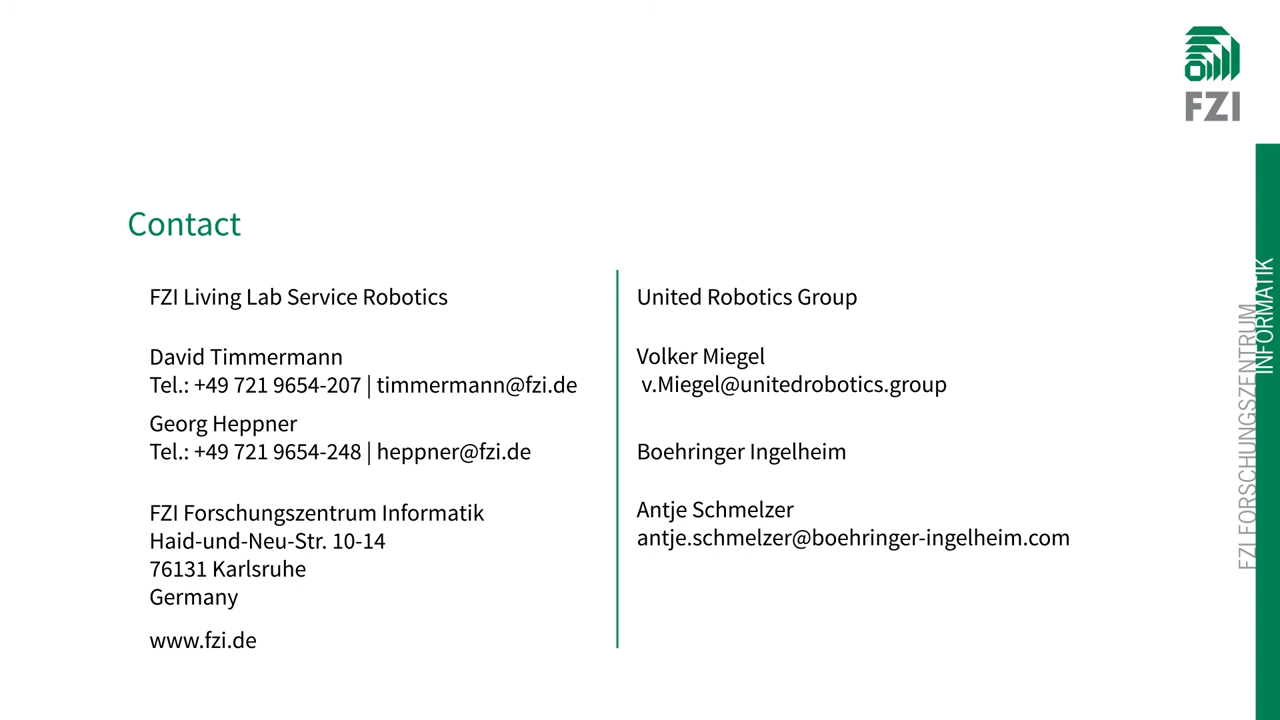 FZI
Contact
FZI Living Lab Service Robotics
David Timmermann
Tel.: +49 721 9654-207 | timmermann@fzi.de
Georg Heppner
Tel.: +49 721 9654-248 | heppner@fzi.de
FZI Forschungszentrum Informatik
Haid-und-Neu-Str. 10-14
76131 Karlsruhe
Germany
www.fzi.de
United Robotics Group
Volker Miegel
v.Miegel@unitedrobotics.group
Boehringer Ingelheim
Antje Schmelzer
antje.schmelzer@boehringer-ingelheim.com
FZI FORSCHUNGSZENTRUM
INFORMATIK